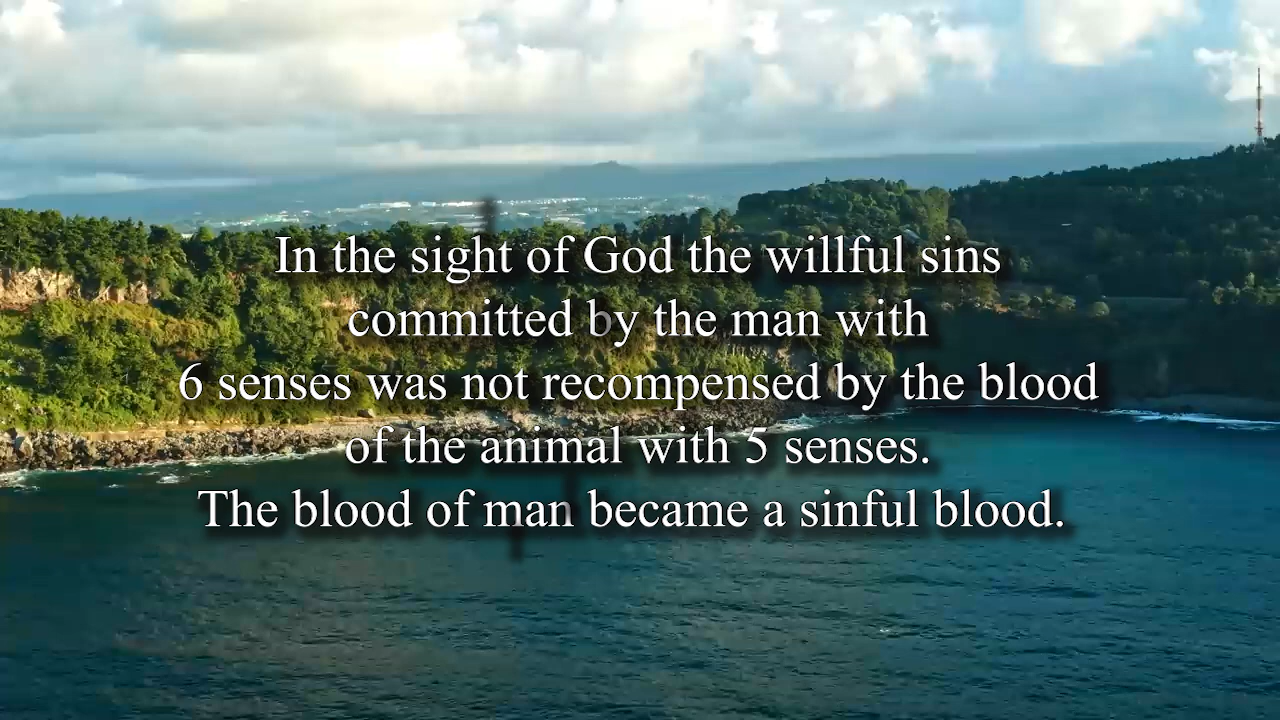 In the sight of God the willful sins
committed by the man with
6 senses was not recompensed by the blood
of the animal with 5 senses.
The blood of man became a sinful blood.